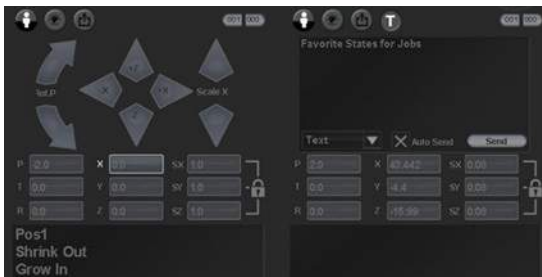 001 000
+Z
-X
+X
Scale X
-Z
P -2.0 X 0.0 SX 1.0
T 0.0 Y 0.0 SY 1.0
R 0.0 Z 0.0 SZ 1.0
Pos1
Shrink Out
Grow In
T 001 000
Favorite States for Jobs
Text
Auto Send
Send
P 2.0 X 43.442 SX 0.00
T 0.0 Y -4.4 SY 0.00
R 0.0 Z -15.99 SZ 0.00